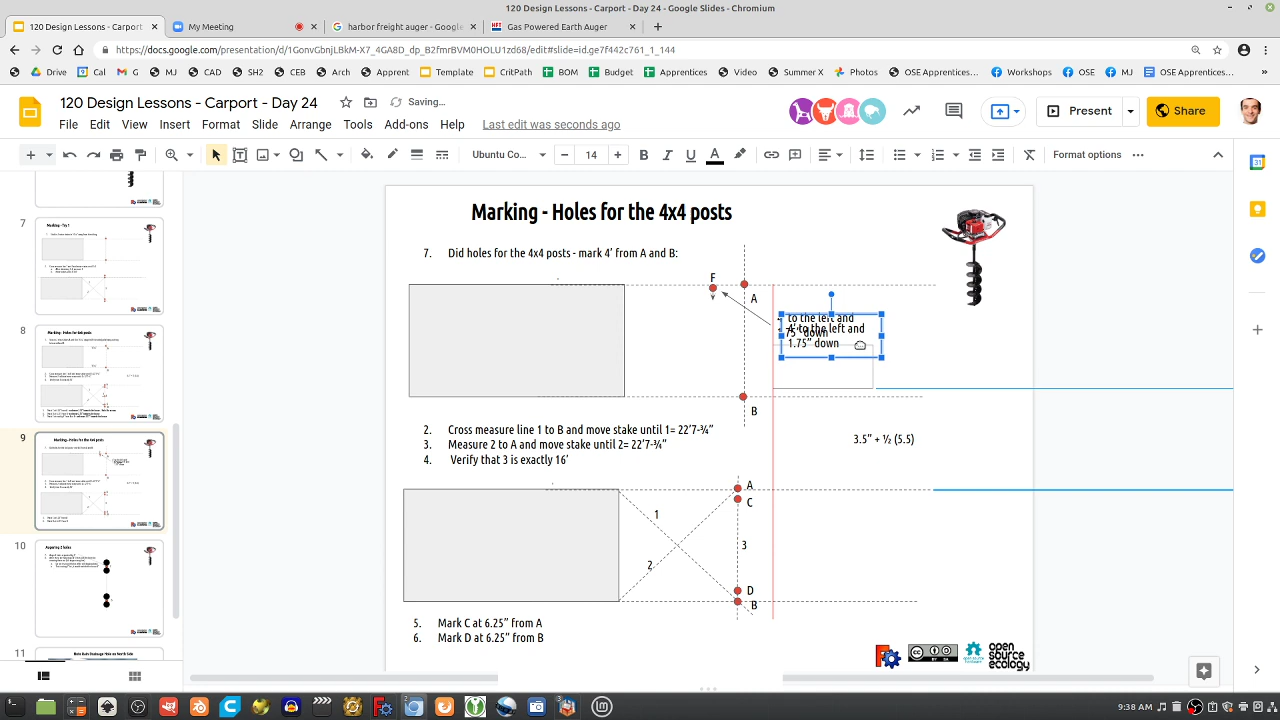 120 Design Lessons - Carport - Day 24 - Google Slides - Chromium
120 Design Lessons - Carport
My Meeting
harbor freight auger - Google S
Gas Powered Earth Auger
https://docs.google.com/presentation/d/1GonvGbnjLBkM-X7_4GA8D_dp_B2fmrBVM0HOLU1zd68/edit#slide=id.ge7f442c761_1_144
Drive
Cal
G
MJ
CAD
SH2
CEB
Arch
Apprent
Template
CritPath
BOM
Budget
Apprentices
Video
Summer X
Photos
OSE Apprentices...
Workshops
OSE
MJ
OSE Apprentices...
120 Design Lessons - Carport - Day 24
Saving...
File Edit View Insert Format Slide Arrange Tools Add-ons Help Last edit was seconds ago
Present
Share
Ubuntu Co...
14
Format options
7
8
9
10
11
Marking - Holes for the 4x4 posts
7. Did holes for the 4x4 posts - mark 4' from A and B:
F
A
to the left and
4' to the left and
1.75" down
B
2. Cross measure line 1 to B and move stake until 1= 22'7-¾"
3. Measure 2 to A and move stake until 2= 22'7-¾"
4. Verify that 3 is exactly 16'
3.5" + ½ (5.5)
A
C
1
2
3
D
B
5. Mark C at 6.25" from A
6. Mark D at 6.25" from B
open
source
ecology
9:38 AM